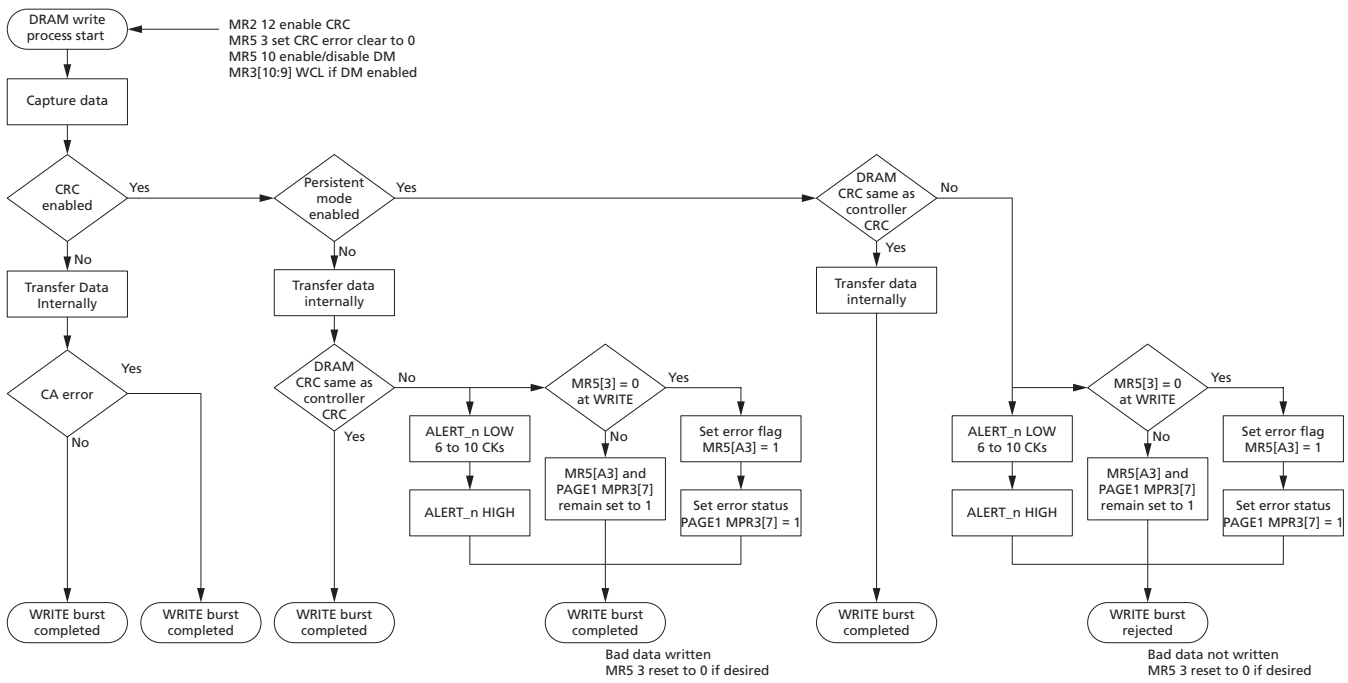 DRAM write
process start
MR2 12 enable CRC
MR5 3 set CRC error clear to 0
MR5 10 enable/disable DM
MR3[10:9] WCL if DM enabled
Capture data
CRC
enabled
Yes
No
Persistent
mode
enabled
Yes
No
DRAM
CRC same as
controller
CRC
No
Yes
Transfer Data
Internally
Transfer data
internally
Transfer data
internally
CA error
Yes
No
DRAM
CRC same as
controller
CRC
No
Yes
ALERT_n LOW
6 to 10 CKs
ALERT_n HIGH
MR5[3] = 0
at WRITE
Yes
No
MR5[A3] and
PAGE1 MPR3[7]
remain set to 1
Set error flag
MR5[A3] = 1
Set error status
PAGE1 MPR3[7] = 1
ALERT_n LOW
6 to 10 CKs
ALERT_n HIGH
MR5[3] = 0
at WRITE
Yes
No
MR5[A3] and
PAGE1 MPR3[7]
remain set to 1
Set error flag
MR5[A3] = 1
Set error status
PAGE1 MPR3[7] = 1
WRITE burst
completed
WRITE burst
completed
WRITE burst
completed
WRITE burst
completed
Bad data written
MR5 3 reset to 0 if desired
WRITE burst
completed
WRITE burst
rejected
Bad data not written
MR5 3 reset to 0 if desired